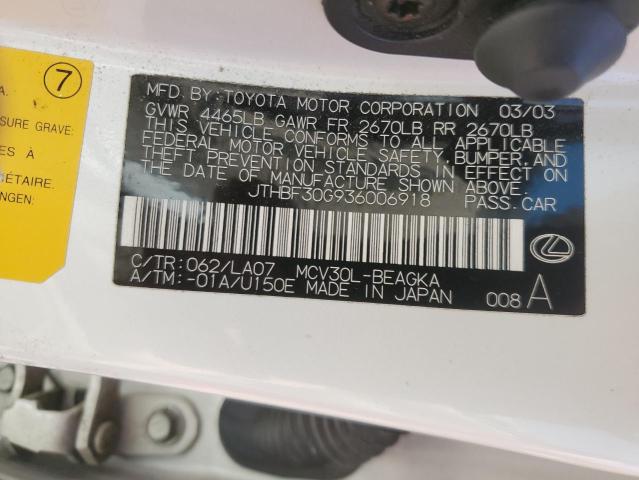 7
A.
SURE GRAVE:
ES À
ÉTAIRE.
NGEN:
MFD. BY: TOYOTA MOTOR CORPORATION 03/03
GVWR 4465LB GAWR FR 2670LB RR 2670LB
THIS VEHICLE CONFORMS TO ALL APPLICABLE
FEDERAL MOTOR VEHICLE SAFETY, BUMPER, AND
THEFT PREVENTION STANDARDS IN EFFECT ON
THE DATE OF MANUFACTURE SHOWN ABOVE.
JTHBF30G936006918 PASS.CAR
C/TR:062/LA07 MCV30L-BEAGKA
A/TM:-01A/U150E MADE IN JAPAN 008 A